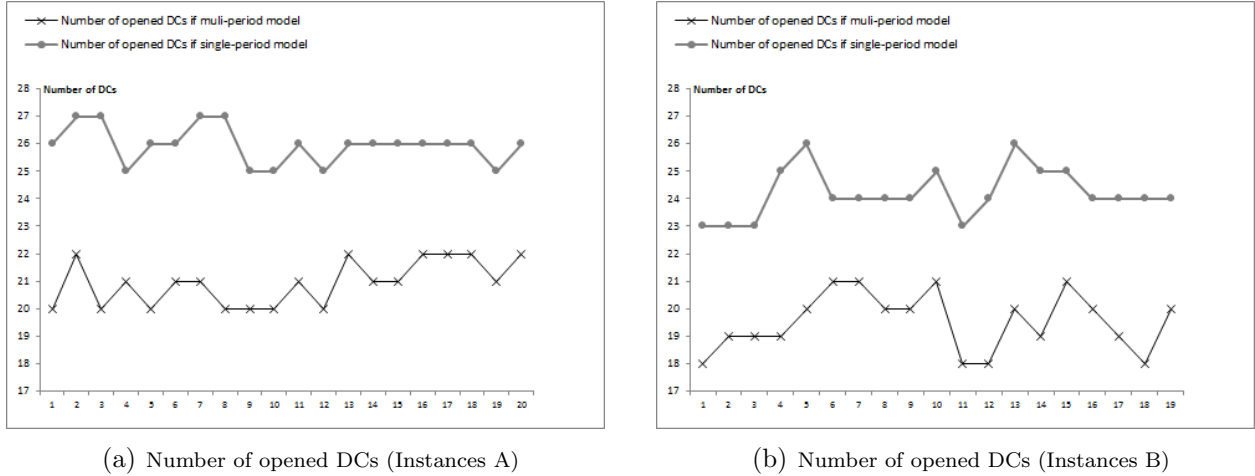 Number of opened DCs if muli-period model
Number of opened DCs if single-period model
Number of DCs
28
27
26
25
24
23
22
21
20
19
18
17
1 2 3 4 5 6 7 8 9 10 11 12 13 14 15 16 17 18 19 20
(a) Number of opened DCs (Instances A)
Number of opened DCs if muli-period model
Number of opened DCs if single-period model
Number of DCs
28
27
26
25
24
23
22
21
20
19
18
17
1 2 3 4 5 6 7 8 9 10 11 12 13 14 15 16 17 18 19
(b) Number of opened DCs (Instances B)